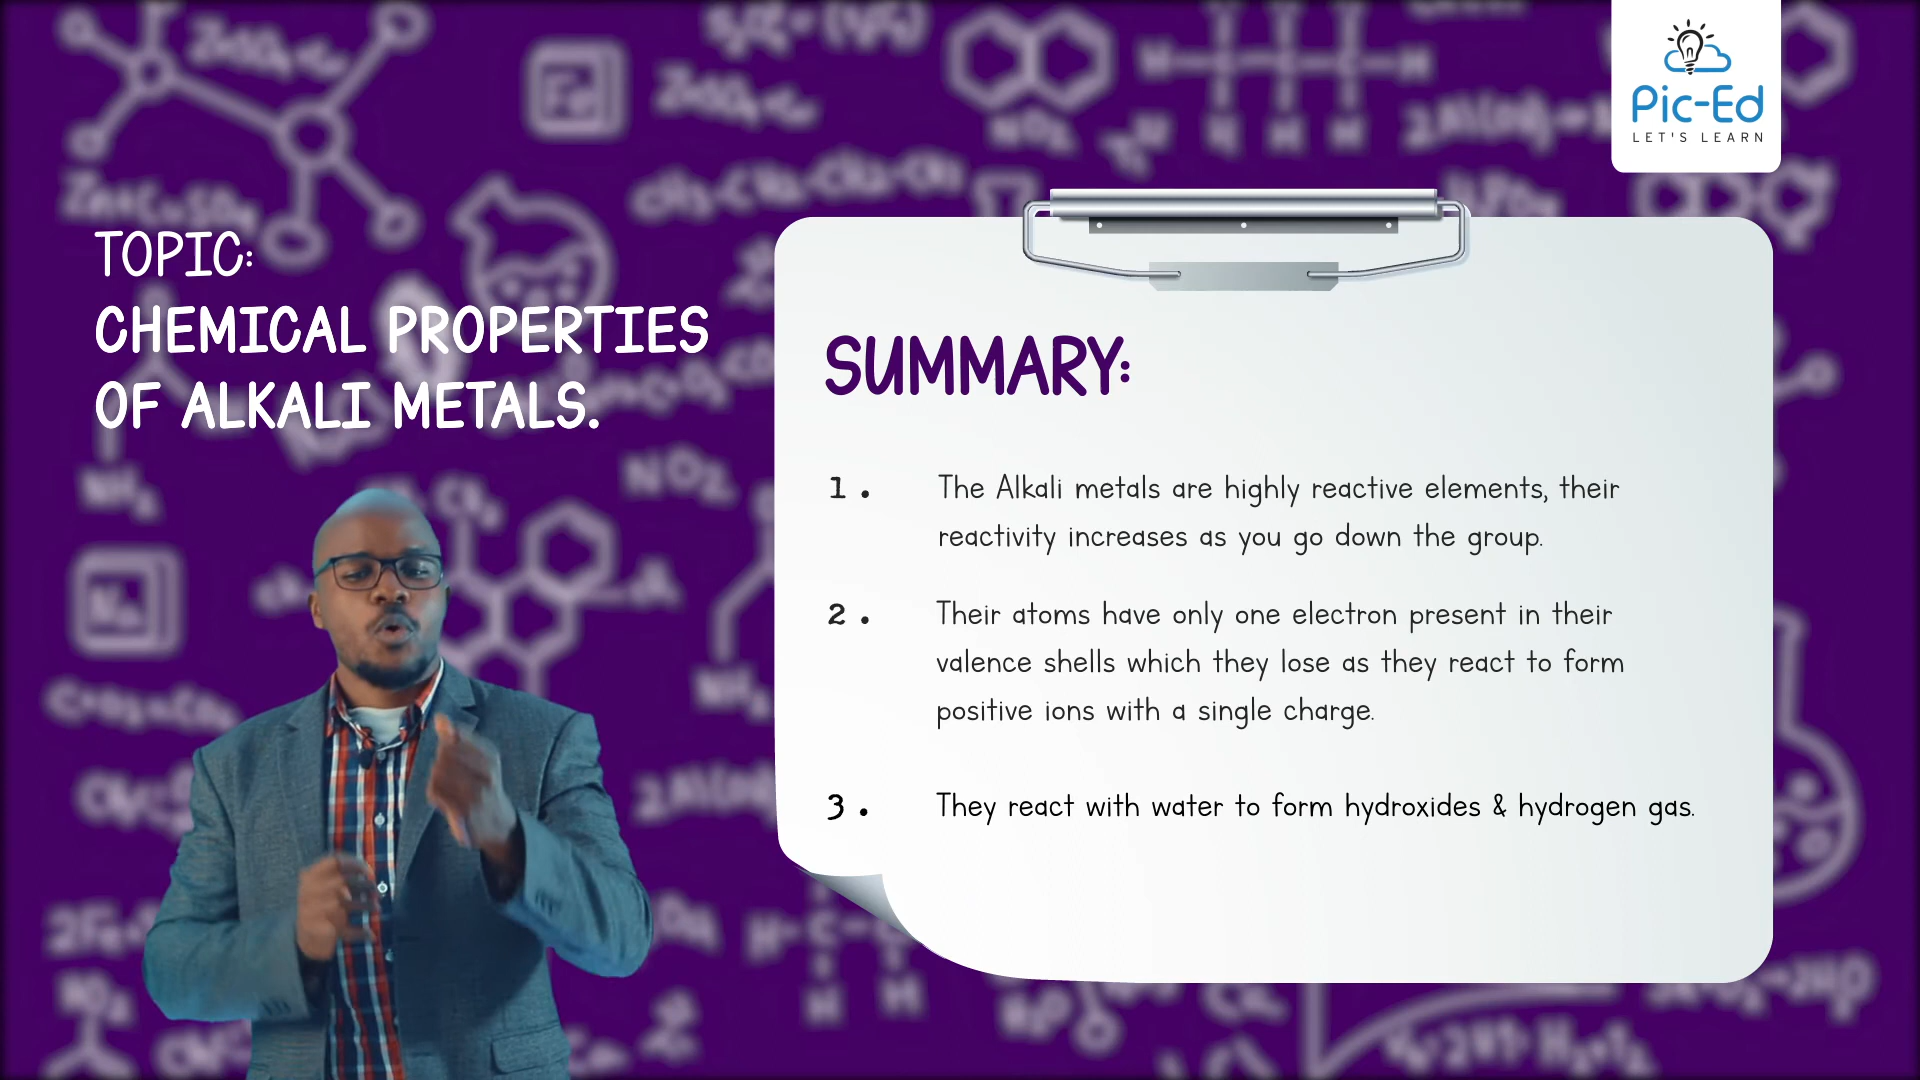 Pic-Ed
LET'S LEARN
TOPIC:
CHEMICAL PROPERTIES
OF ALKALI METALS.
SUMMARY:
1. The Alkali metals are highly reactive elements, their
reactivity increases as you go down the group.
2. Their atoms have only one electron present in their
valence shells which they lose as they react to form
positive ions with a single charge.
3. They react with water to form hydroxides & hydrogen gas.